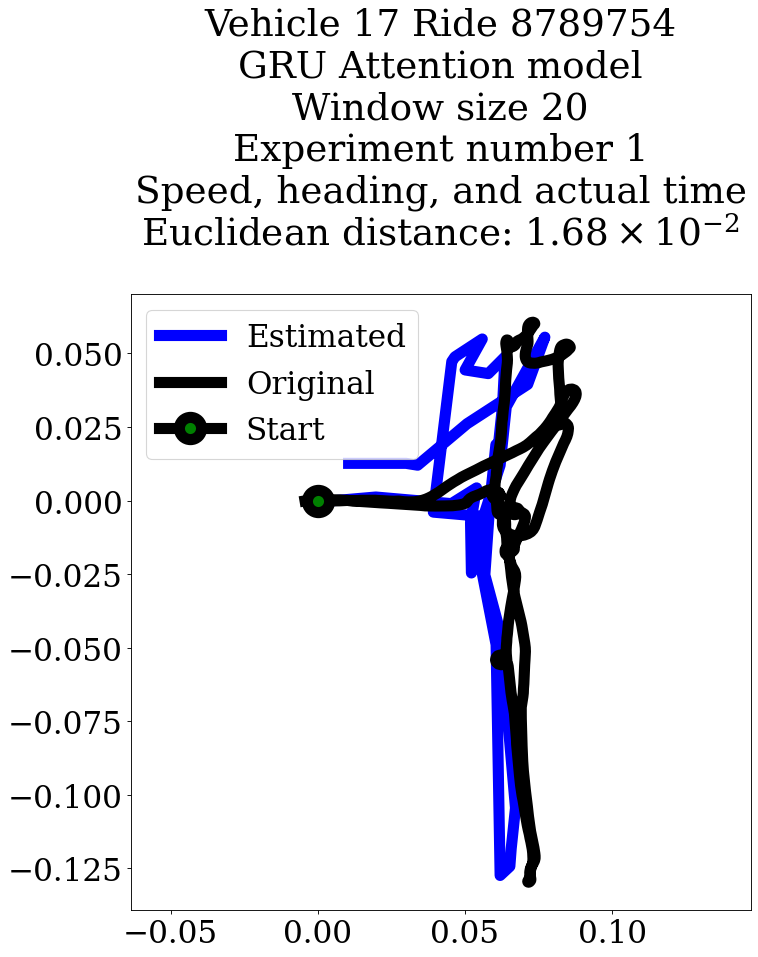 Vehicle 17 Ride 8789754
GRU Attention model
Window size 20
Experiment number 1
Speed, heading, and actual time
Euclidean distance: 1.68 × 10⁻²
Estimated
Original
Start
0.050
0.025
0.000
−0.025
−0.050
−0.075
−0.100
−0.125
−0.05 0.00 0.05 0.10